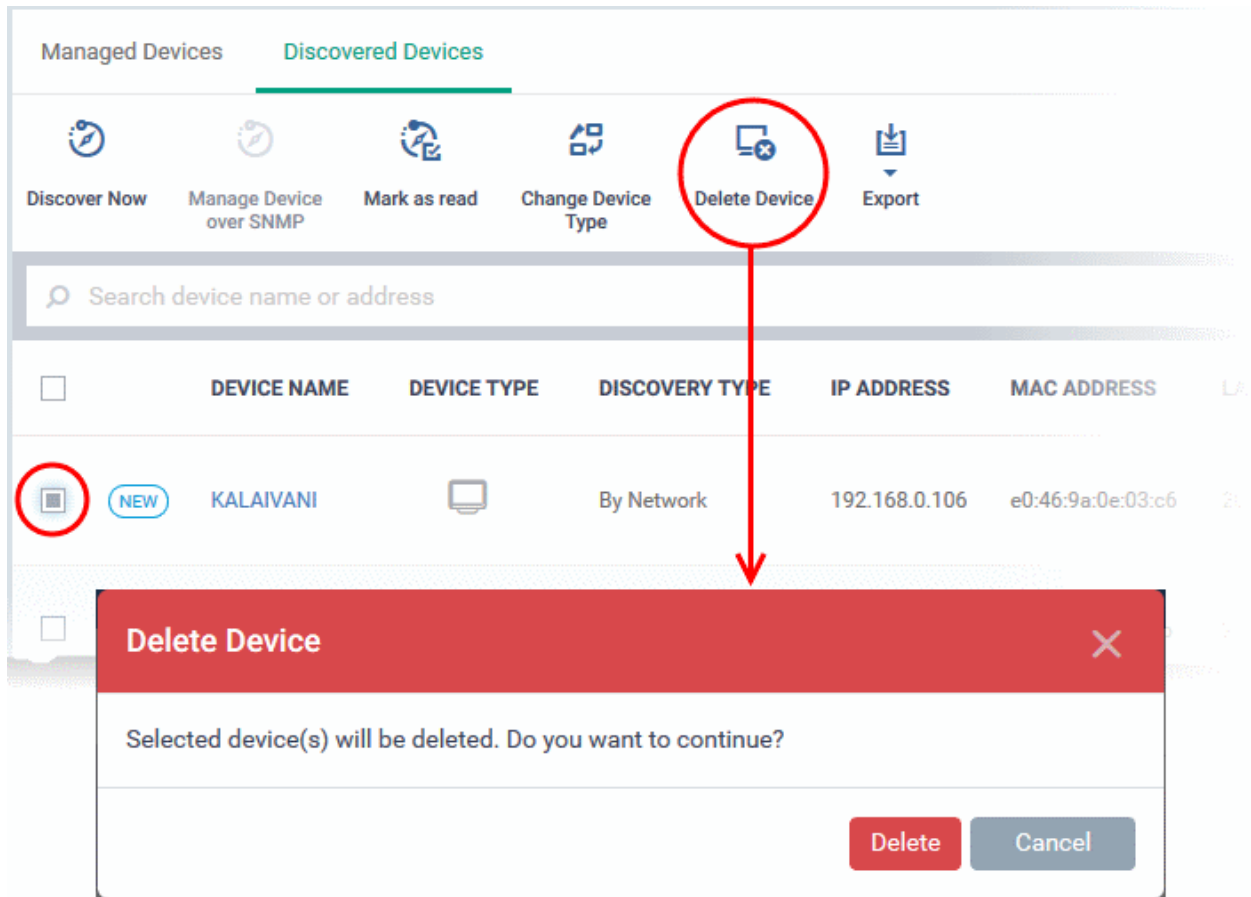 Managed Devices Discovered Devices
Discover Now Manage Device over SNMP Mark as read Change Device Type Delete Device Export
Search device name or address
DEVICE NAME DEVICE TYPE DISCOVERY TYPE IP ADDRESS MAC ADDRESS
NEW KALAIVANI By Network 192.168.0.106 e0:46:9a:0e:03:c6
Delete Device
Selected device(s) will be deleted. Do you want to continue?
Delete Cancel